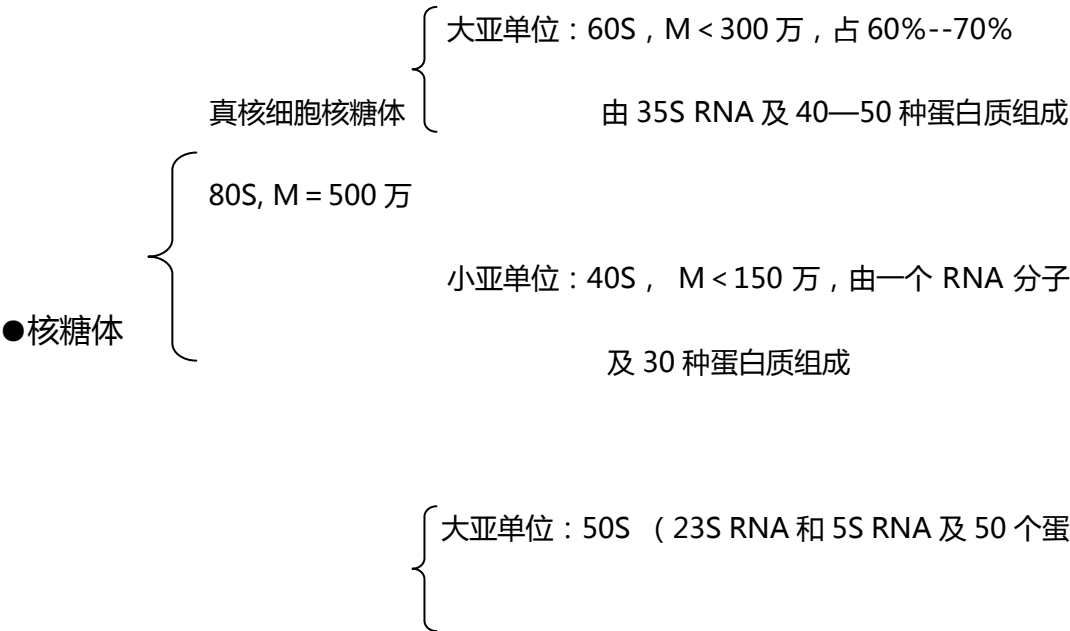 大亚单位：60S，M＜300 万，占 60%--70%
真核细胞核糖体
由 35S RNA 及 40—50 种蛋白质组成
80S, M = 500 万
小亚单位：40S， M＜150 万，由一个 RNA 分子
●核糖体
及 30 种蛋白质组成
大亚单位：50S （23S RNA 和 5S RNA 及 50 个蛋